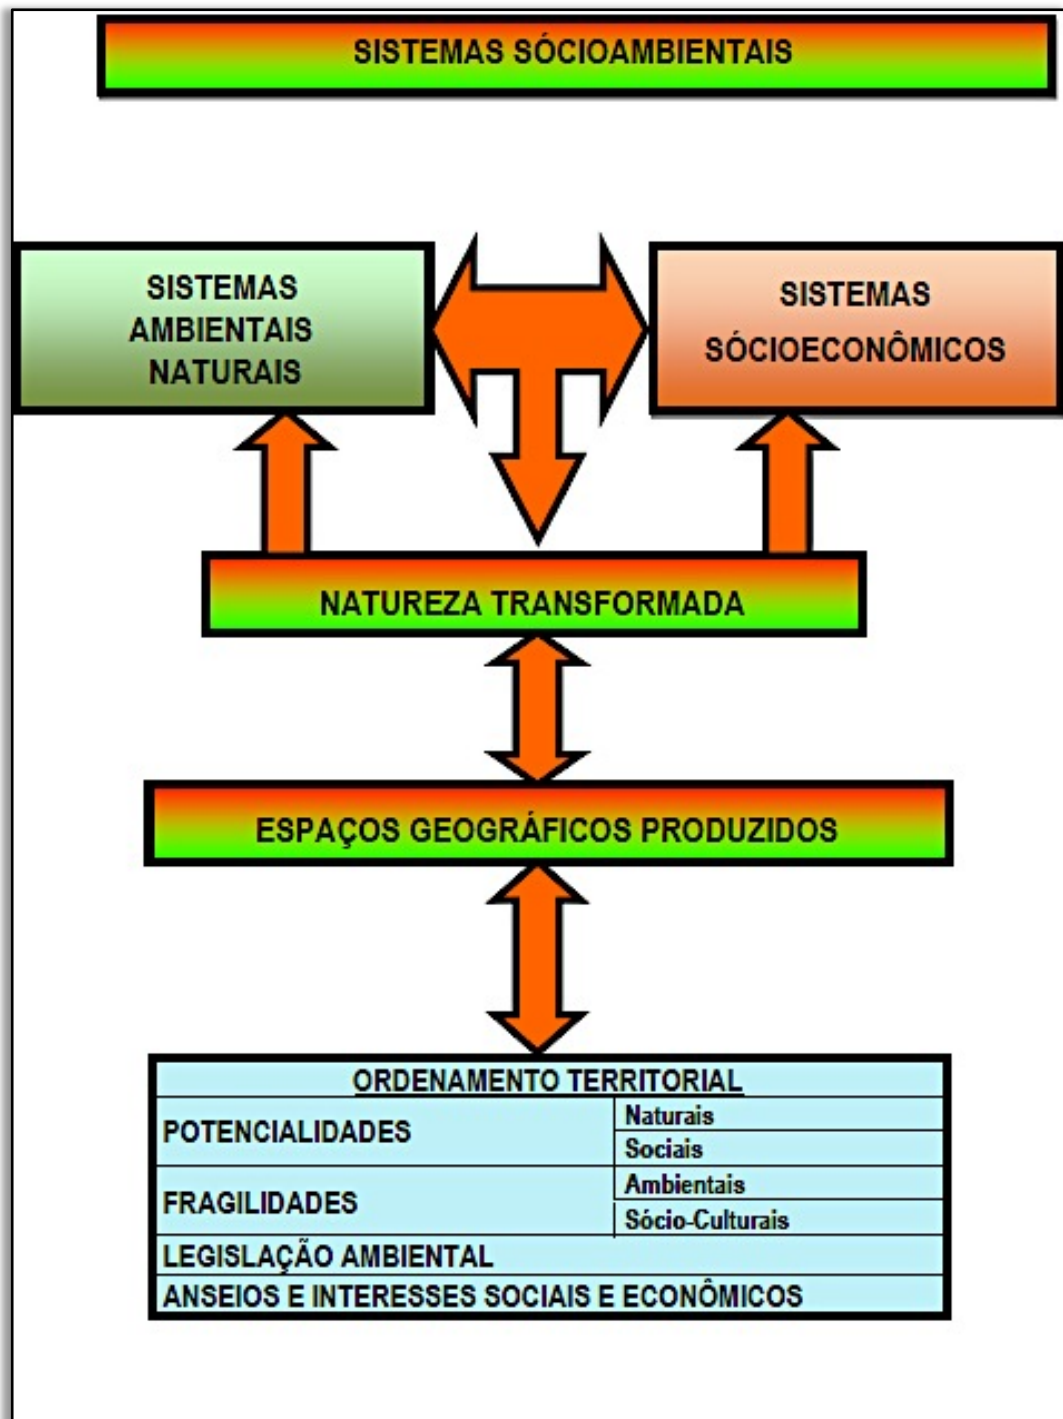 SISTEMAS SÓCIOAMBIENTAIS
SISTEMAS
AMBIENTAIS
NATURAIS
SISTEMAS
SÓCIOECONÔMICOS
NATUREZA TRANSFORMADA
ESPAÇOS GEOGRÁFICOS PRODUZIDOS
ORDENAMENTO TERRITORIAL
POTENCIALIDADES
Naturais
Sociais
FRAGILIDADES
Ambientais
Sócio-Culturais
LEGISLAÇÃO AMBIENTAL
ANSEIOS E INTERESSES SOCIAIS E ECONÔMICOS